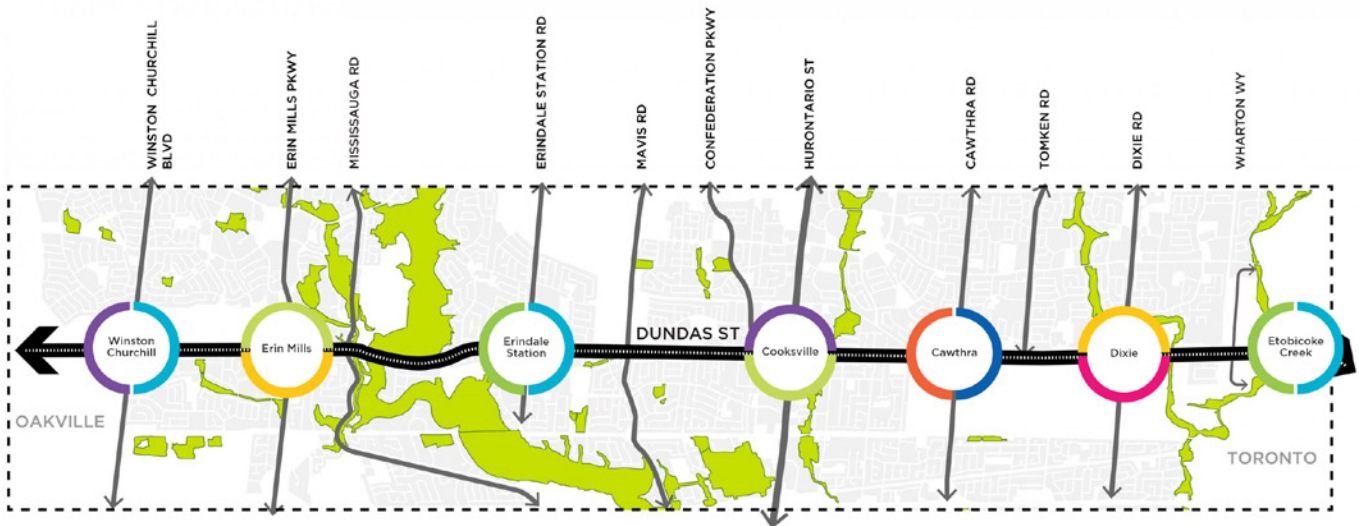 WINSTON CHURCHILL
BLVD
ERIN MILLS PKWY
MISSISSAUGA RD
ERINDALE STATION RD
MAVIS RD
CONFEDERATION PKWY
HURONTARIO ST
CAWTHRA RD
TOMKEN RD
DIXIE RD
WHARTON WY
DUNDAS ST
Winston
Churchill
Erin Mills
Erindale
Station
Cooksville
Cawthra
Dixie
Etobicoke
Creek
OAKVILLE
TORONTO